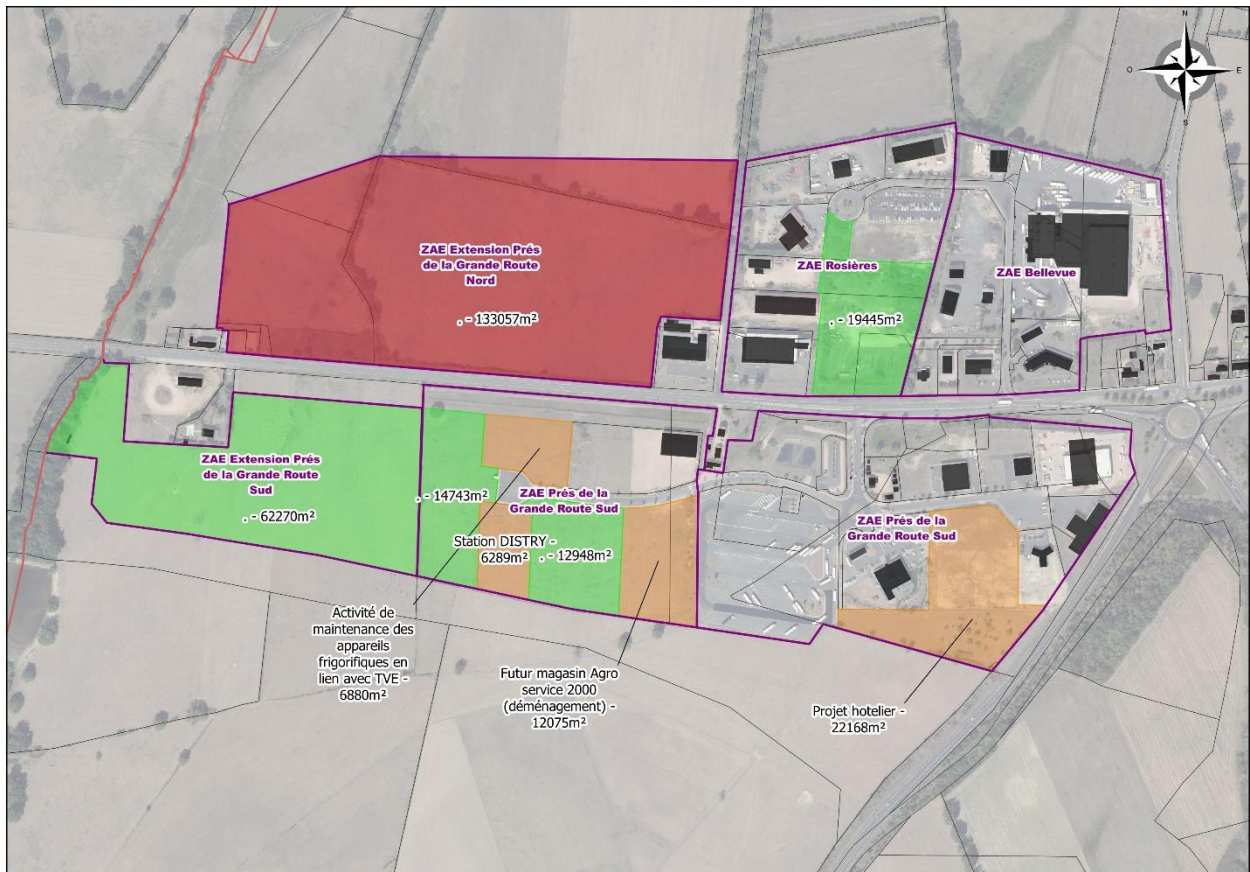 N
O
E
S
ZAE Extension Prés
de la Grande Route
Nord
. - 133057m²
ZAE Rosières
. - 19445m²
ZAE Bellevue
ZAE Extension Prés
de la Grande Route
Sud
. - 62270m²
. - 14743m²
ZAE Prés de la
Grande Route Sud
Station DISTRY -
6289m²
. - 12948m²
ZAE Prés de la
Grande Route Sud
Activité de
maintenance des
appareils
frigorifiques en
lien avec TVE -
6880m²
Futur magasin Agro
service 2000
(déménagement) -
12075m²
Projet hotelier -
22168m²